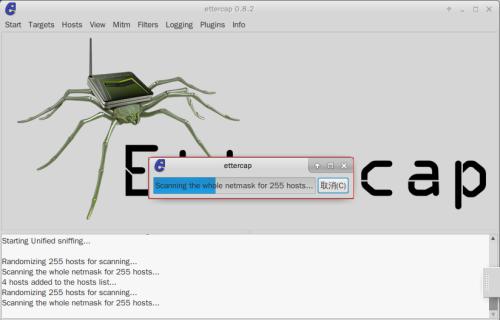 ettercap 0.8.2
Start Targets Hosts View Mitm Filters Logging Plugins Info
ettercap
Scanning the whole netmask for 255 hosts...
取消(C)
cap
Starting Unified sniffing...
Randomizing 255 hosts for scanning...
Scanning the whole netmask for 255 hosts...
4 hosts added to the hosts list...
Randomizing 255 hosts for scanning...
Scanning the whole netmask for 255 hosts...